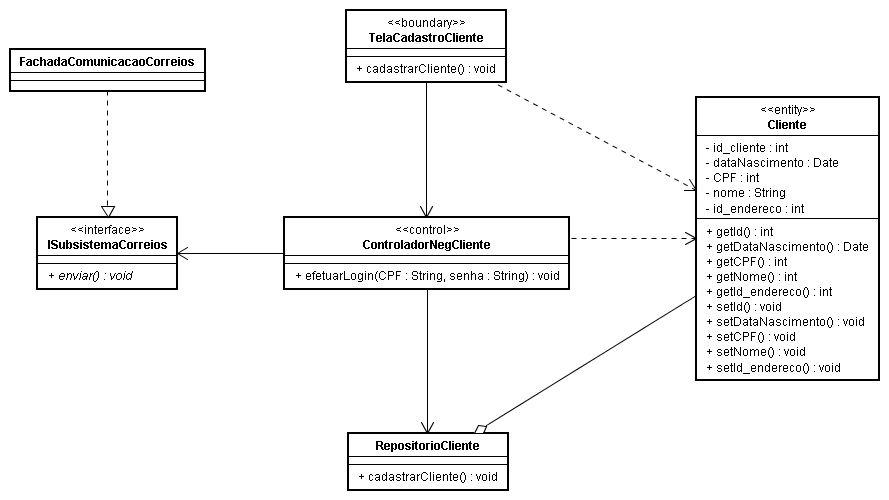 <<boundary>>
TelaCadastroCliente
+ cadastrarCliente() : void
FachadaComunicacaoCorreios
<<entity>>
Cliente
- id_cliente : int
- dataNascimento : Date
- CPF : int
- nome : String
- id_endereco : int
+ getId() : int
+ getDataNascimento() : Date
+ getCPF() : int
+ getNome() : int
+ getId_endereco() : int
+ setId() : void
+ setDataNascimento() : void
+ setCPF() : void
+ setNome() : void
+ setId_endereco() : void
<<interface>>
ISubsistemaCorreios
+ enviar() : void
<<control>>
ControladorNegCliente
+ efetuarLogin(CPF : String, senha : String) : void
RepositorioCliente
+ cadastrarCliente() : void